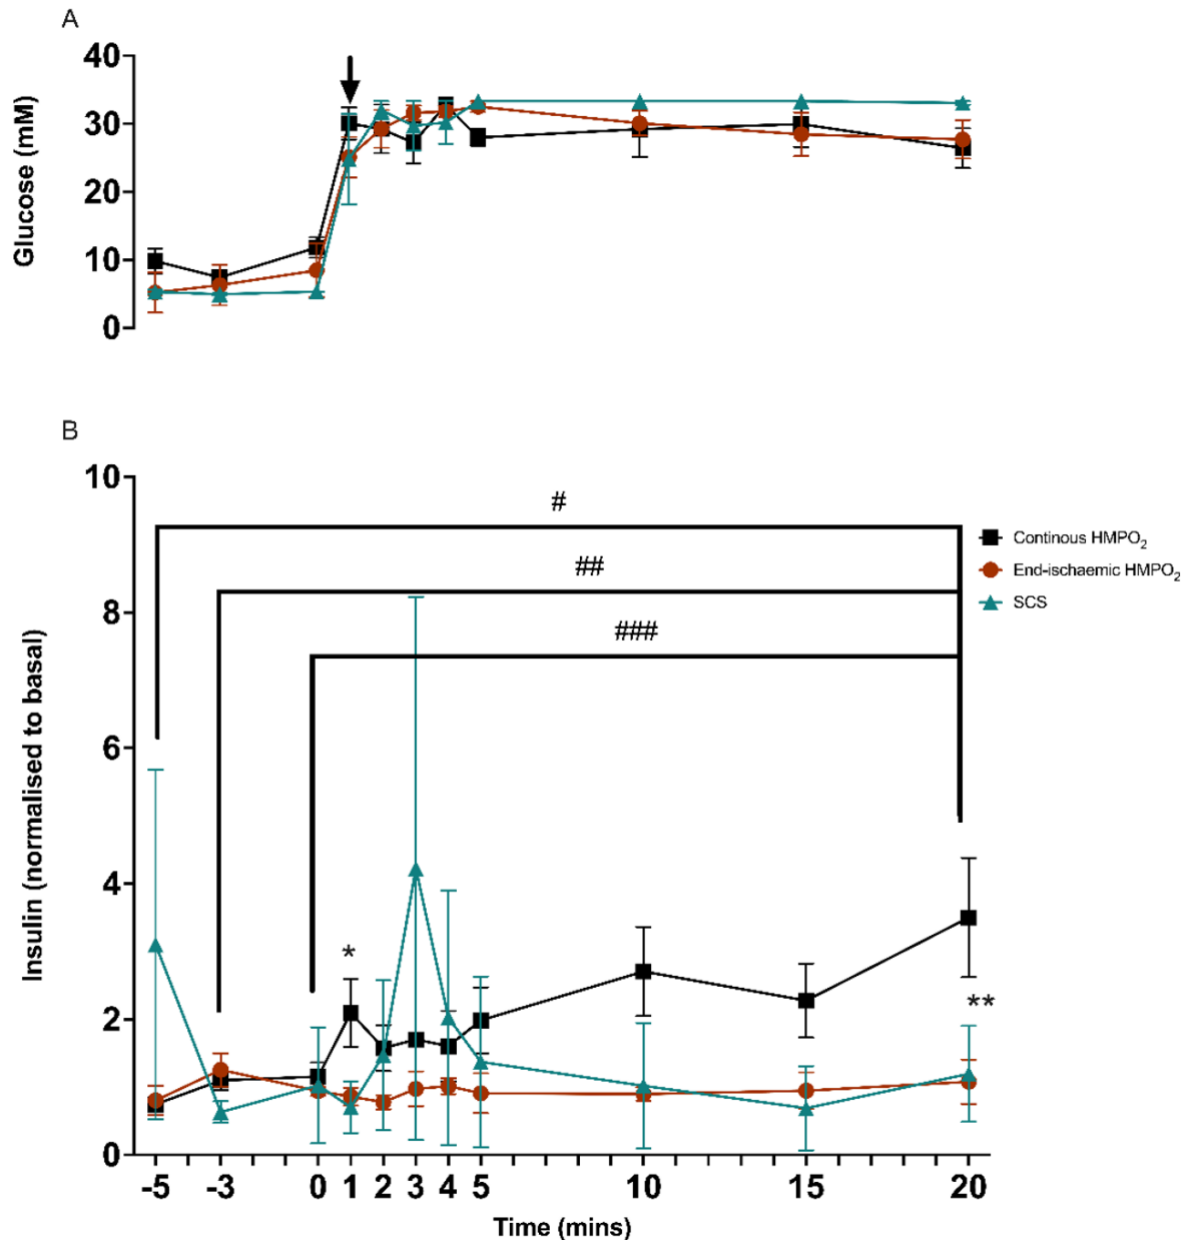 A
40
30
20
10
0
Glucose (mM)
B
10
8
6
4
2
0
Insulin (normalised to basal)
#
##
###
*
**
Continous HMPO2
End-ischaemic HMPO2
SCS
-5 -3 0 1 2 3 4 5 10 15 20
Time (mins)